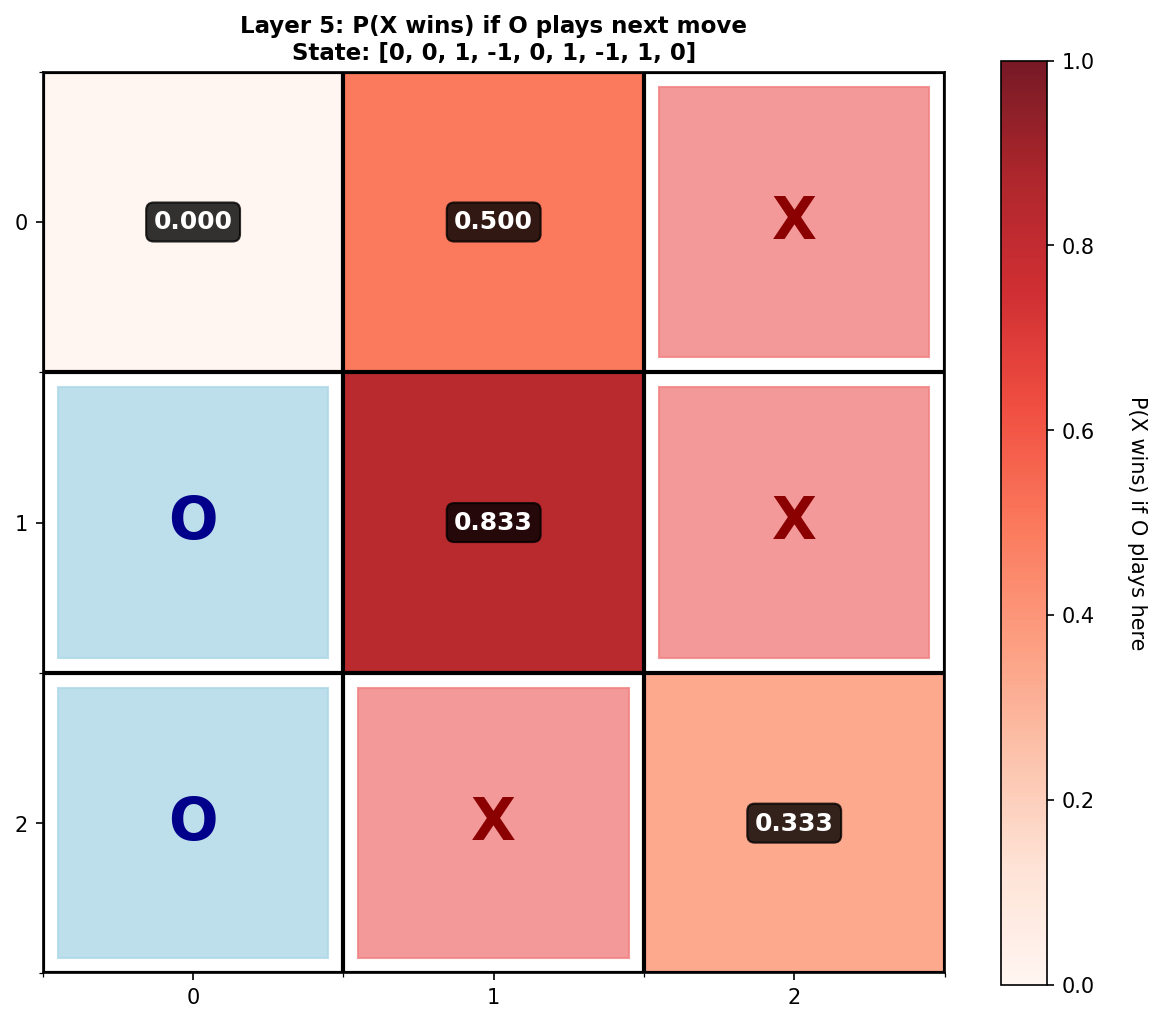 Layer 5: P(X wins) if O plays next move
State: [0, 0, 1, -1, 0, 1, -1, 1, 0]
0 0.000 0.500 X
1 O 0.833 X
2 O X 0.333
0 1 2
1.0
0.8
0.6
0.4
0.2
0.0
P(X wins) if O plays here